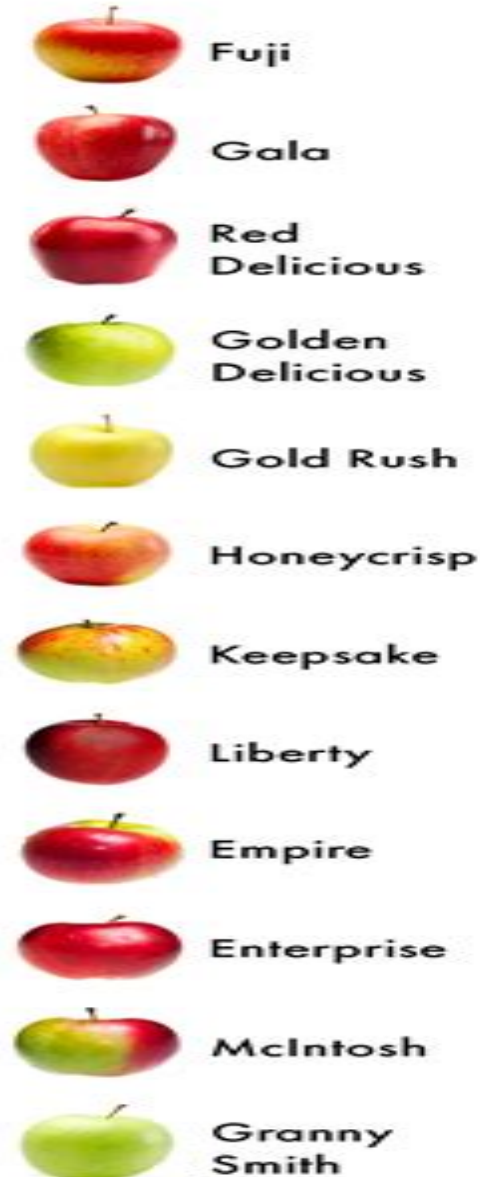 Fuji
Gala
Red
Delicious
Golden
Delicious
Gold Rush
Honeycrisp
Keepsake
Liberty
Empire
Enterprise
McIntosh
Granny
Smith